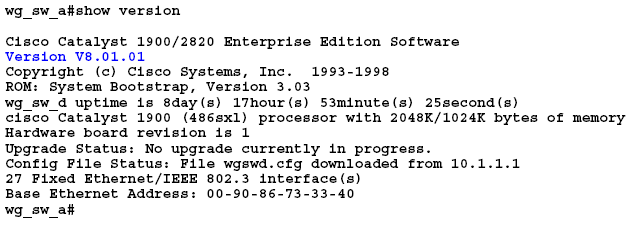 wg_sw_a#show version
Cisco Catalyst 1900/2820 Enterprise Edition Software
Version V8.01.01
Copyright (c) Cisco Systems, Inc.  1993-1998
ROM: System Bootstrap, Version 3.03
wg_sw_d uptime is 8day(s) 17hour(s) 53minute(s) 25second(s)
cisco Catalyst 1900 (486sxl) processor with 2048K/1024K bytes of memory
Hardware board revision is 1
Upgrade Status: No upgrade currently in progress.
Config File Status: File wgswd.cfg downloaded from 10.1.1.1
27 Fixed Ethernet/IEEE 802.3 interface(s)
Base Ethernet Address: 00-90-86-73-33-40
wg_sw_a#